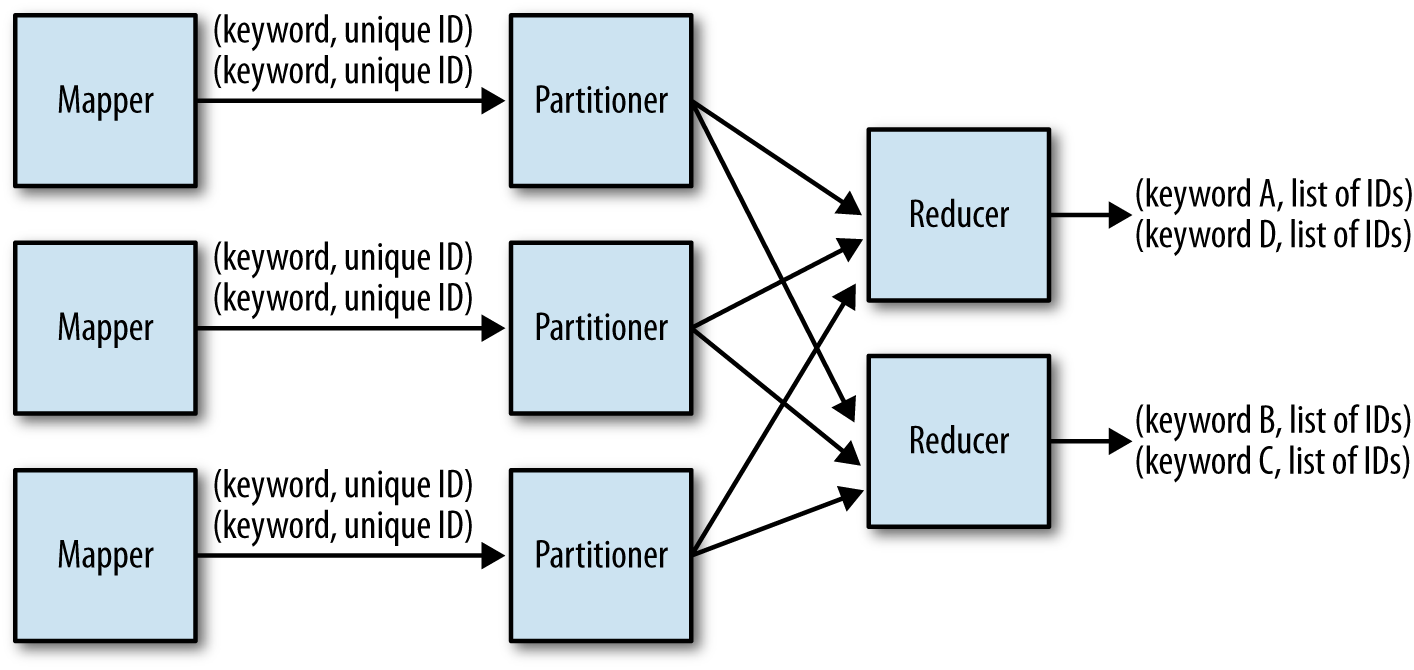 Mapper
(keyword, unique ID)
(keyword, unique ID)
Partitioner
Mapper
(keyword, unique ID)
(keyword, unique ID)
Partitioner
Mapper
(keyword, unique ID)
(keyword, unique ID)
Partitioner
Reducer
(keyword A, list of IDs)
(keyword D, list of IDs)
Reducer
(keyword B, list of IDs)
(keyword C, list of IDs)